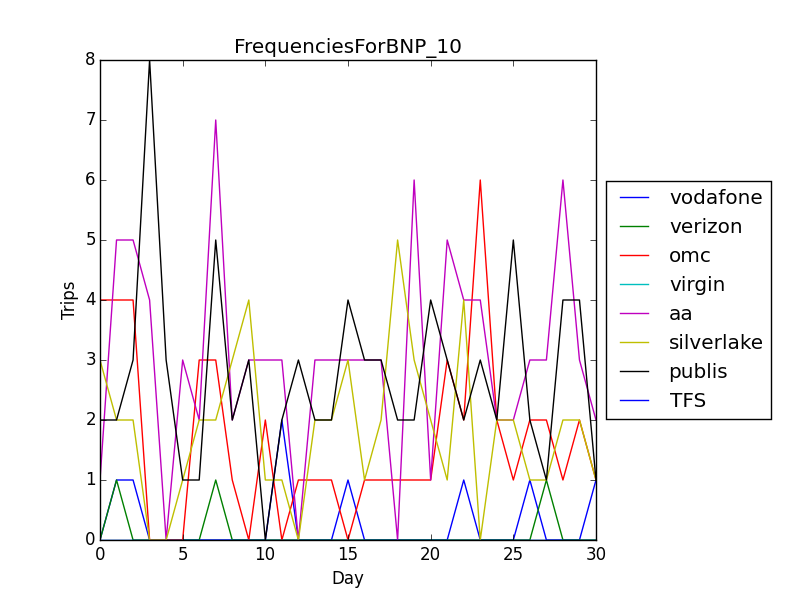 FrequenciesForBNP_10
8
7
6
5
4
3
2
1
0
Trips
0 5 10 15 20 25 30
Day
vodafone
verizon
omc
virgin
aa
silverlake
publis
TFS